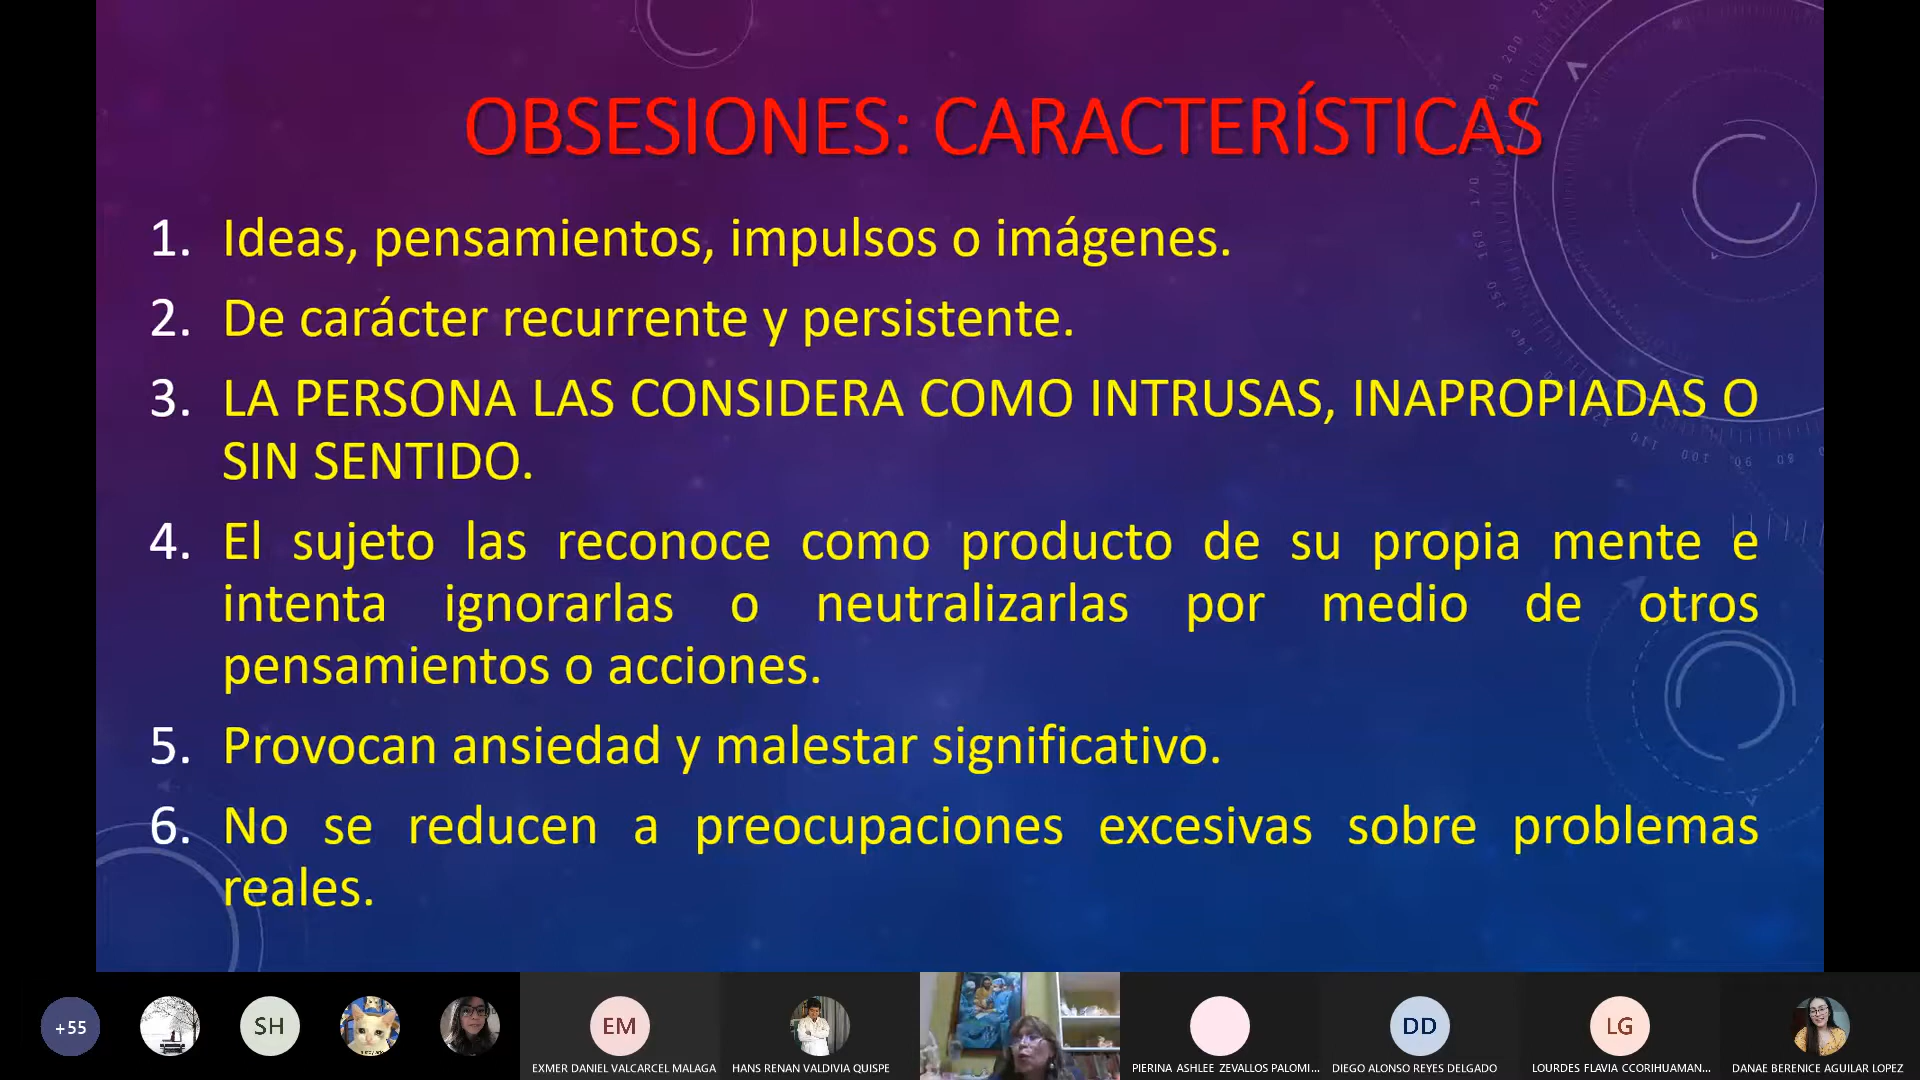 OBSESIONES: CARACTERÍSTICAS
1. Ideas, pensamientos, impulsos o imágenes.
2. De carácter recurrente y persistente.
3. LA PERSONA LAS CONSIDERA COMO INTRUSAS, INAPROPIADAS O
SIN SENTIDO.
4. El sujeto las reconoce como producto de su propia mente e
intenta ignorarlas o neutralizarlas por medio de otros
pensamientos o acciones.
5. Provocan ansiedad y malestar significativo.
6. No se reducen a preocupaciones excesivas sobre problemas
reales.
+55
SH
EM
DD
LG
EXMER DANIEL VALCARCEL MALAGA
HANS RENAN VALDIVIA QUISPE
PIERINA ASHLEE ZEVALLOS PALOMI...
DIEGO ALONSO REYES DELGADO
LOURDES FLAVIA CCORIHUAMAN...
DANAE BERENICE AGUILAR LOPEZ